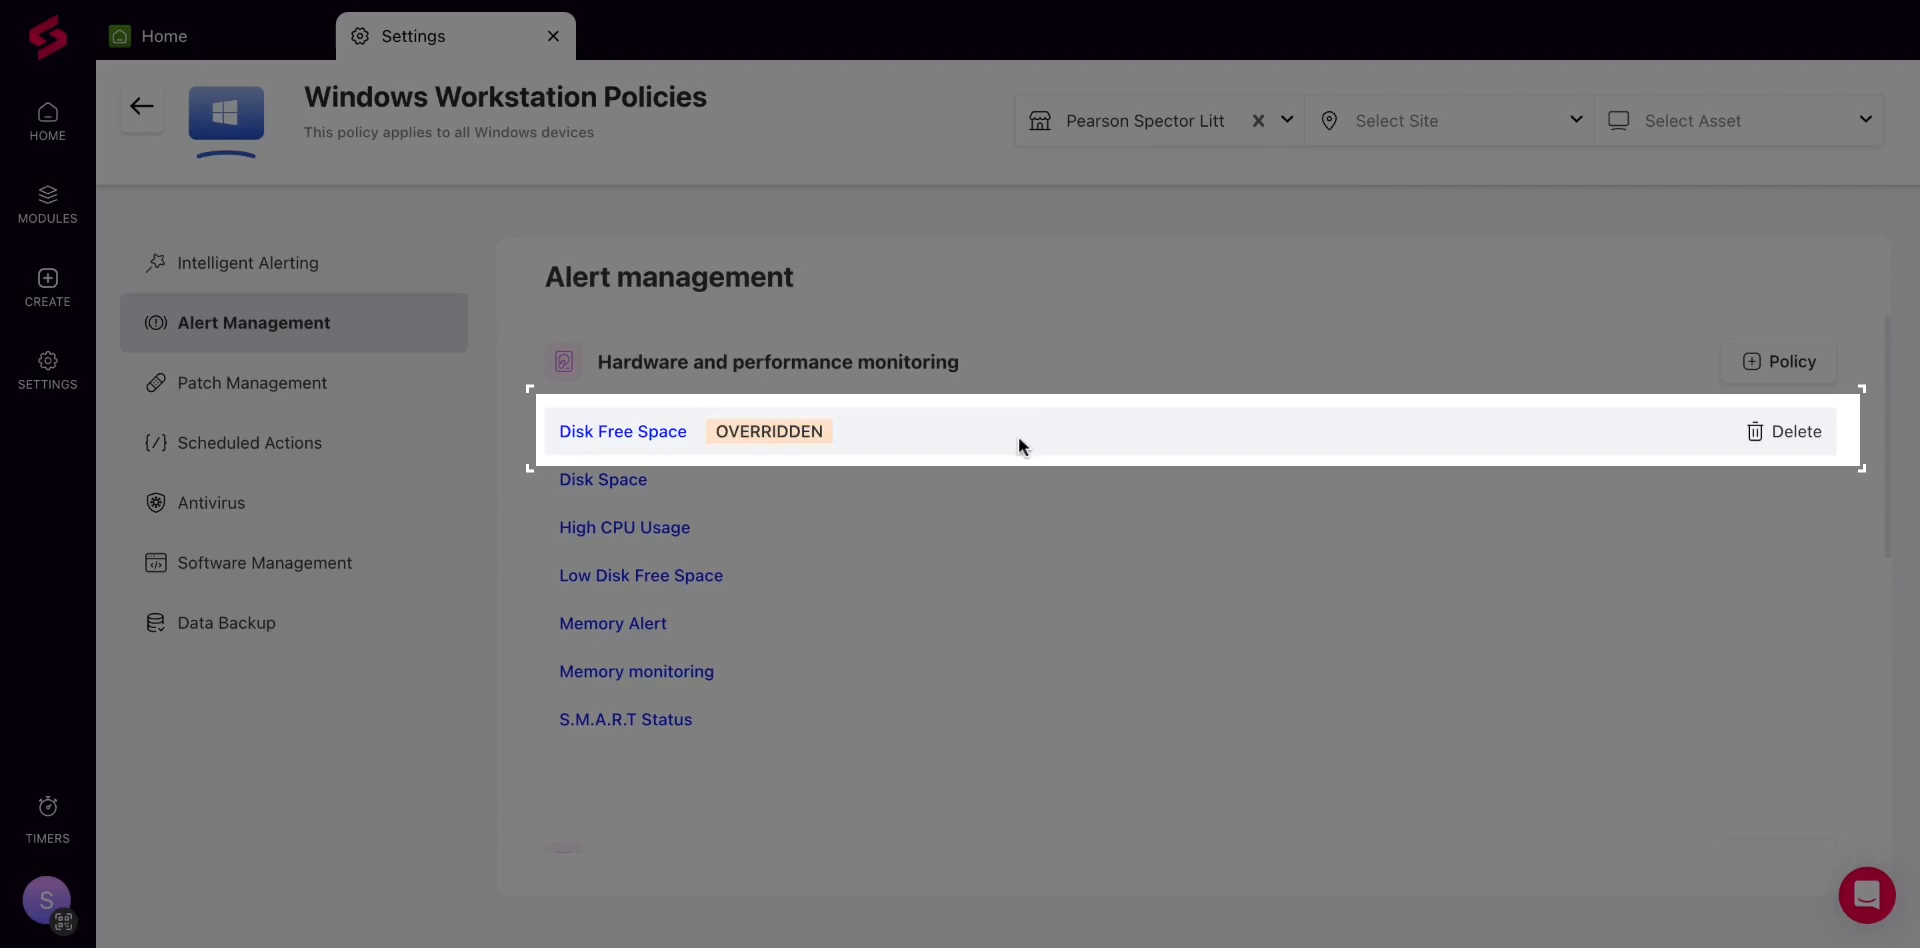 Home
Settings
Windows Workstation Policies
This policy applies to all Windows devices
Pearson Spector Litt
Select Site
Select Asset
HOME
MODULES
CREATE
SETTINGS
TIMERS
S
Intelligent Alerting
Alert Management
Patch Management
Scheduled Actions
Antivirus
Software Management
Data Backup
Alert management
Hardware and performance monitoring
Policy
Disk Free Space OVERRIDDEN Delete
Disk Space
High CPU Usage
Low Disk Free Space
Memory Alert
Memory monitoring
S.M.A.R.T Status